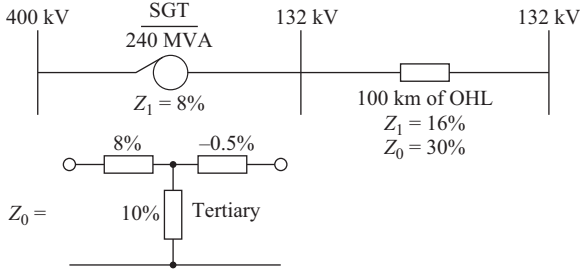 400 kV
SGT
240 MVA
132 kV
132 kV
Z1 = 8%
100 km of OHL
Z1 = 16%
Z0 = 30%
8%
–0.5%
Z0 =
10%
Tertiary